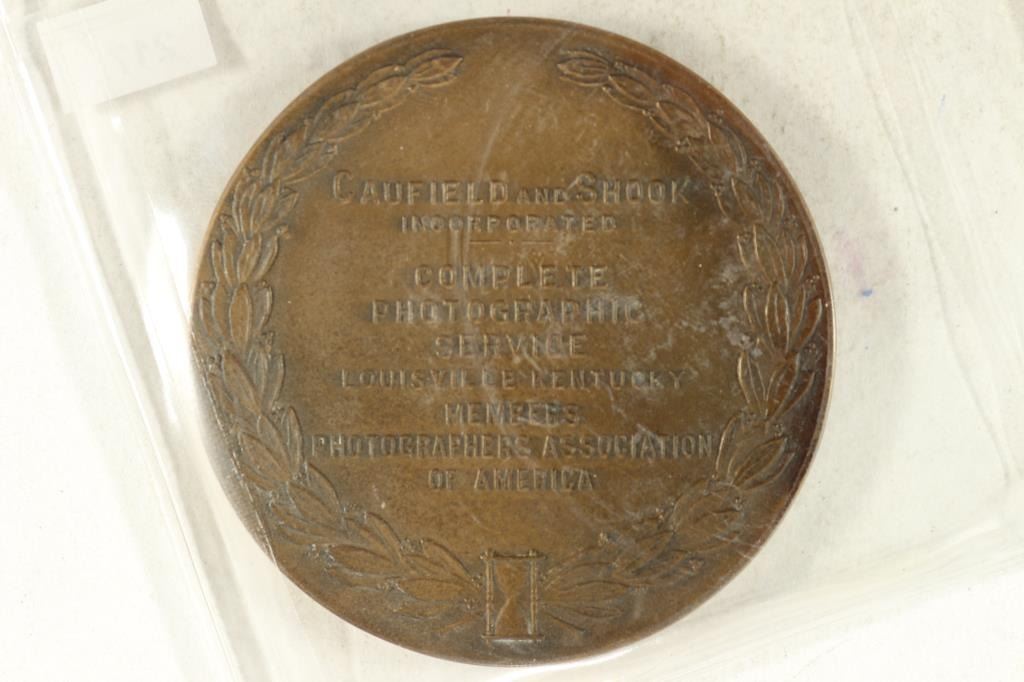 CAUFIELD AND SHOOK
INCORPORATED
COMPLETE
PHOTOGRAPHIC
SERVICE
LOUISVILLE KENTUCKY
MEMBERS
PHOTOGRAPHERS ASSOCIATION
OF AMERICA